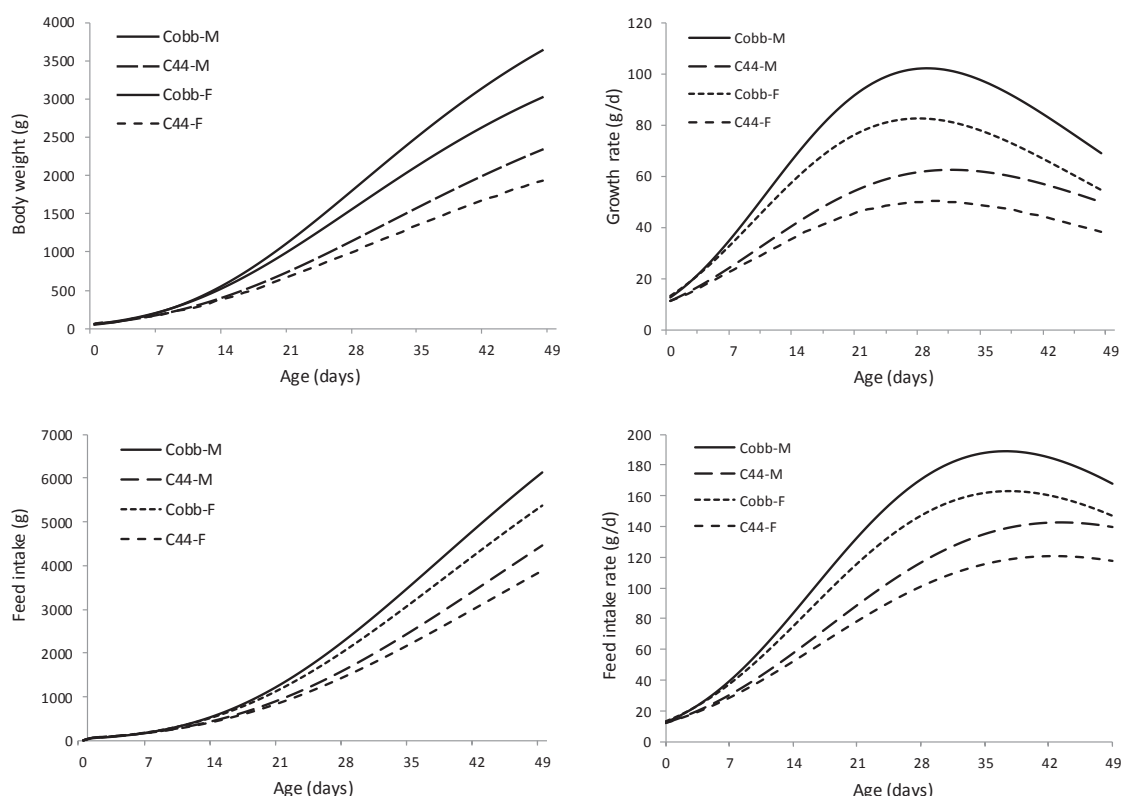 4000
3500
3000
2500
2000
1500
1000
500
0
Body weight (g)
Cobb-M
C44-M
Cobb-F
C44-F
0 7 14 21 28 35 42 49
Age (days)
120
100
80
60
40
20
0
Growth rate (g/d)
Cobb-M
C44-M
Cobb-F
C44-F
0 7 14 21 28 35 42 49
Age (days)
7000
6000
5000
4000
3000
2000
1000
0
Feed intake (g)
Cobb-M
C44-M
Cobb-F
C44-F
0 7 14 21 28 35 42 49
Age (days)
200
180
160
140
120
100
80
60
40
20
0
Feed intake rate (g/d)
Cobb-M
C44-M
Cobb-F
C44-F
0 7 14 21 28 35 42 49
Age (days)